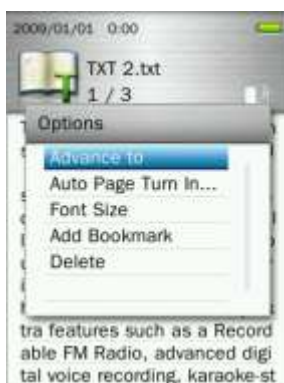 2009/01/01 0:00
TXT 2.txt
1 / 3
Options
Advance to
Auto Page Turn In...
Font Size
Add Bookmark
Delete
tra features such as a Record
able FM Radio, advanced digi
tal voice recording, karaoke-st